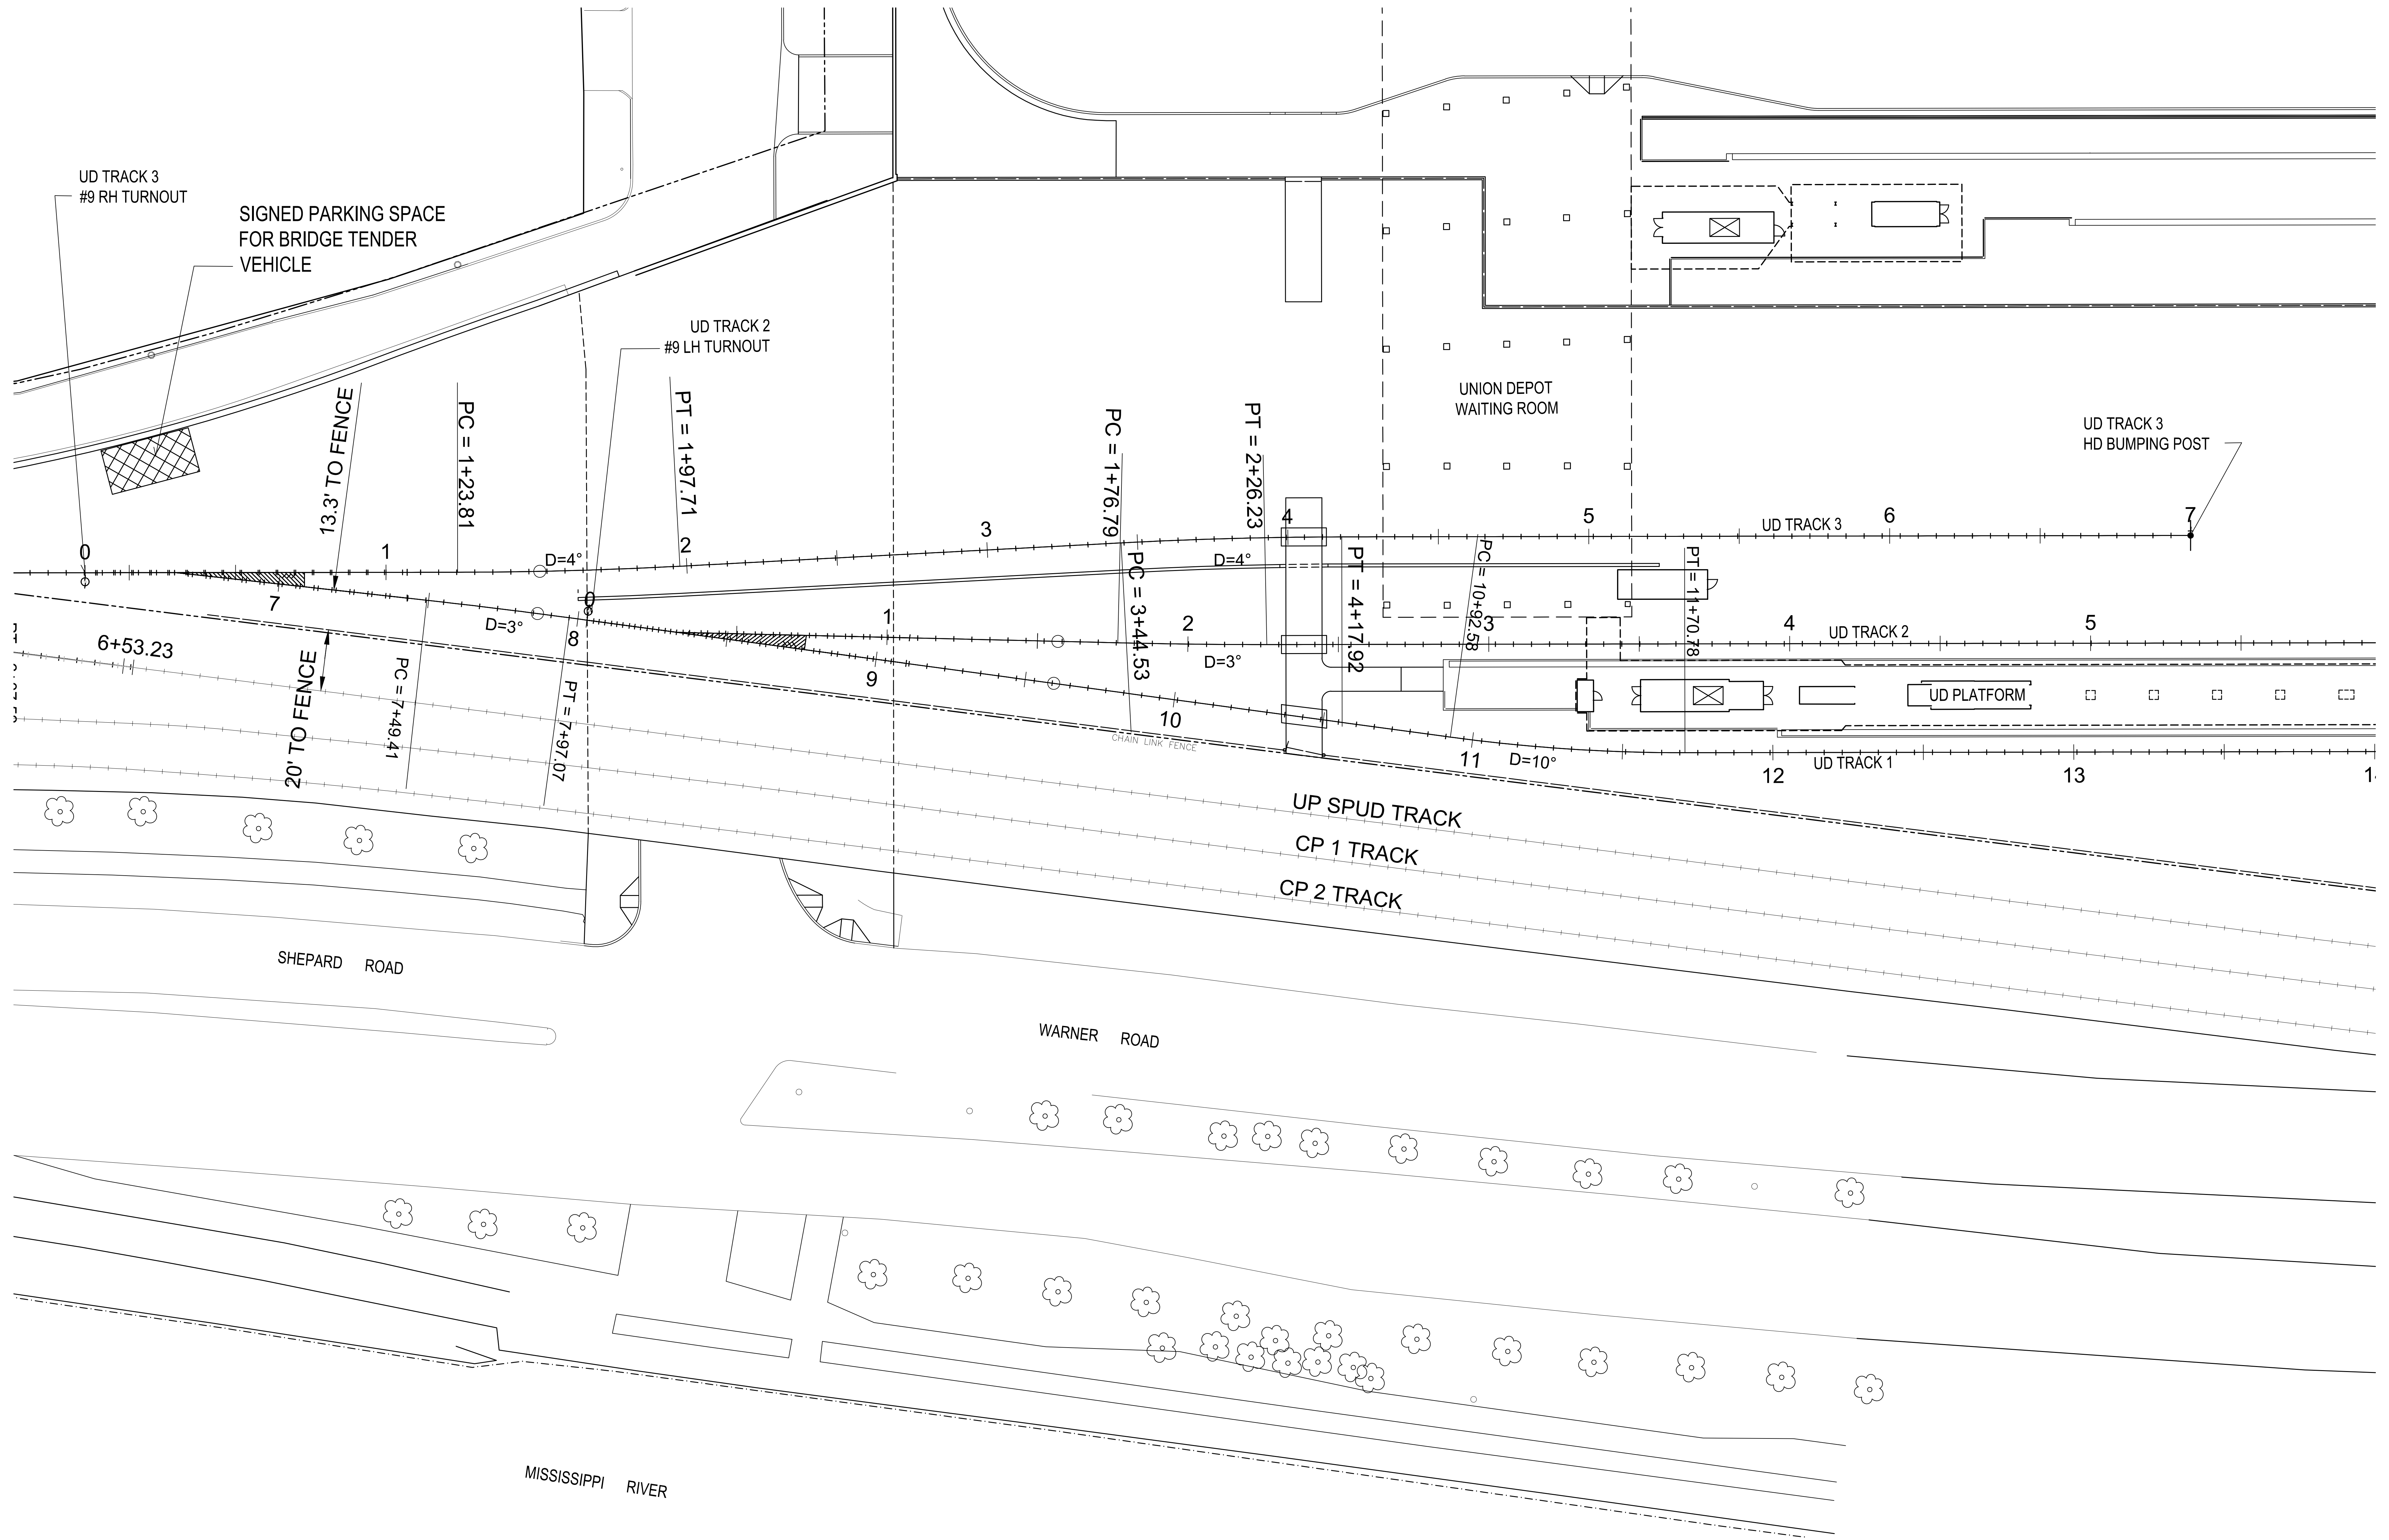 UD TRACK 3
#9 RH TURNOUT
SIGNED PARKING SPACE
FOR BRIDGE TENDER
VEHICLE
UD TRACK 2
#9 LH TURNOUT
UNION DEPOT
WAITING ROOM
UD TRACK 3
HD BUMPING POST
13.3' TO FENCE
PC = 1+23.81
PT = 1+97.71
PC = 1+76.79
PT = 2+26.23
0
1
2
3
4
5
6
7
UD TRACK 3
D=4°
D=4°
PC = 3+44.53
PT = 4+17.92
PC = 10+92.58
PT = 11+70.78
0
1
2
3
4
5
UD TRACK 2
D=3°
D=3°
7
8
9
10
11
12
13
D=10°
UD TRACK 1
UD PLATFORM
6+53.23
20' TO FENCE
PC = 7+49.41
PT = 7+97.07
CHAIN LINK FENCE
UP SPUD TRACK
CP 1 TRACK
CP 2 TRACK
SHEPARD ROAD
WARNER ROAD
MISSISSIPPI RIVER